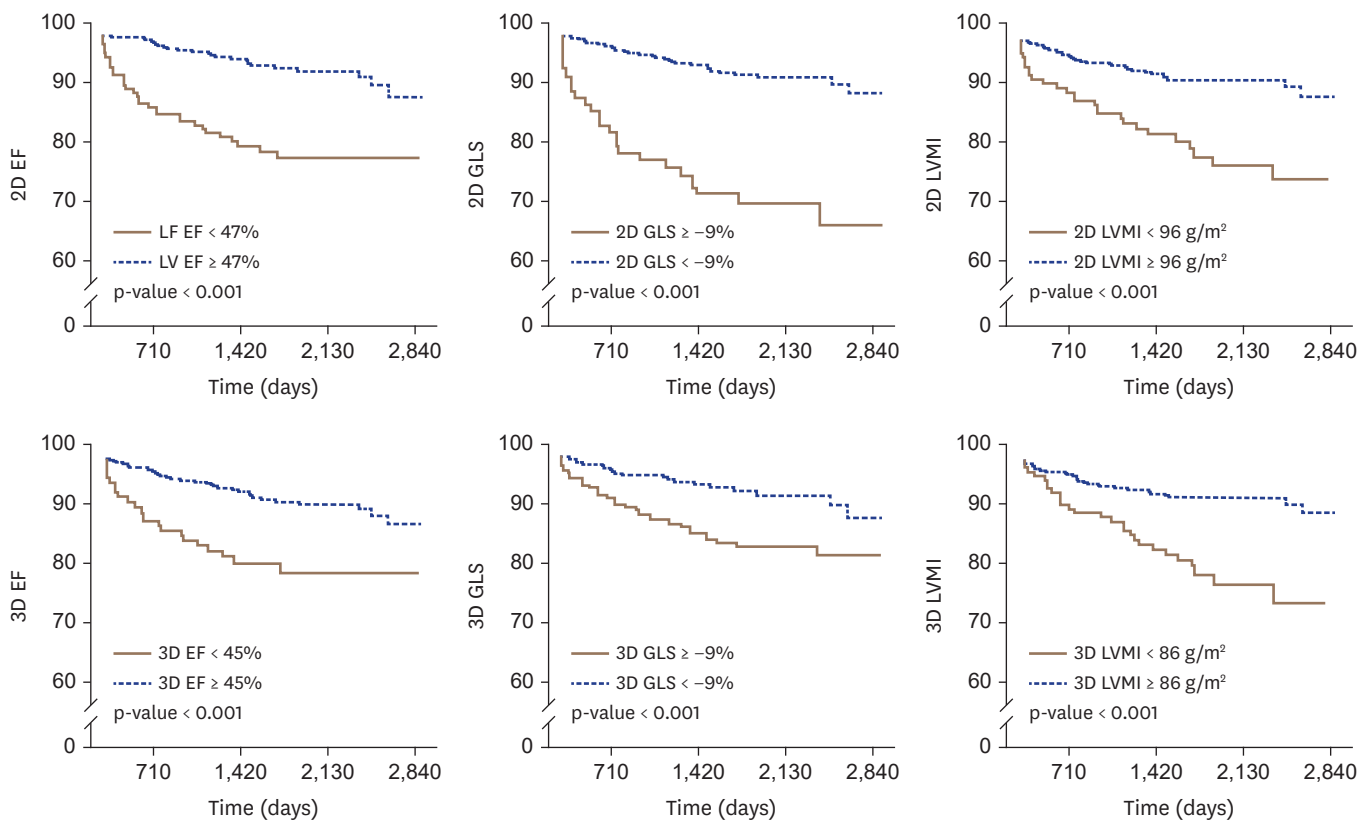 100
90
80
70
60
0
2D EF
LF EF < 47%
LV EF ≥ 47%
p-value < 0.001
710 1,420 2,130 2,840
Time (days)
100
90
80
70
60
0
2D GLS
2D GLS ≥ −9%
2D GLS < −9%
p-value < 0.001
710 1,420 2,130 2,840
Time (days)
100
90
80
70
60
0
2D LVMI
2D LVMI < 96 g/m²
2D LVMI ≥ 96 g/m²
p-value < 0.001
710 1,420 2,130 2,840
Time (days)
100
90
80
70
60
0
3D EF
3D EF < 45%
3D EF ≥ 45%
p-value < 0.001
710 1,420 2,130 2,840
Time (days)
100
90
80
70
60
0
3D GLS
3D GLS ≥ −9%
3D GLS < −9%
p-value < 0.001
710 1,420 2,130 2,840
Time (days)
100
90
80
70
60
0
3D LVMI
3D LVMI < 86 g/m²
3D LVMI ≥ 86 g/m²
p-value < 0.001
710 1,420 2,130 2,840
Time (days)